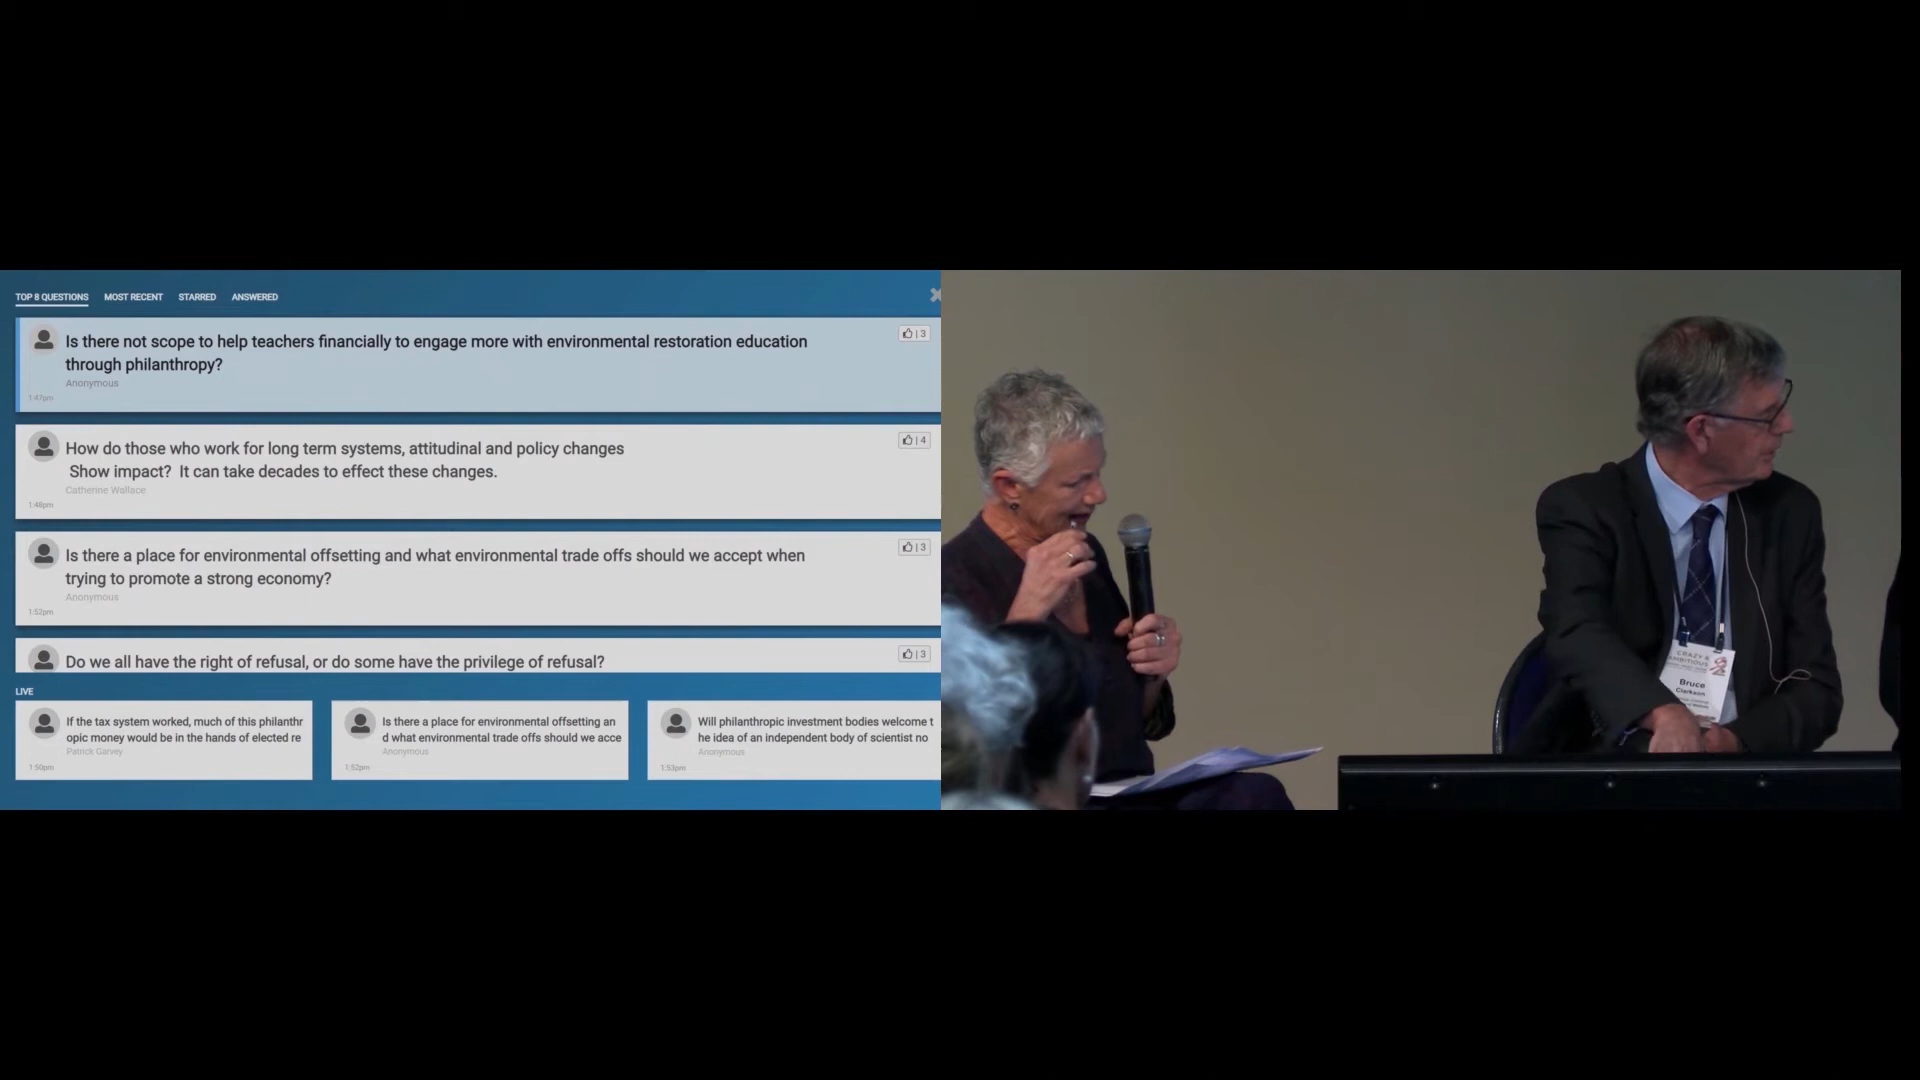 TOP 8 QUESTIONS MOST RECENT STARRED ANSWERED
Is there not scope to help teachers financially to engage more with environmental restoration education
through philanthropy?
Anonymous
1:47pm
3
How do those who work for long term systems, attitudinal and policy changes
Show impact? It can take decades to effect these changes.
Catherine Wallace
1:48pm
4
Is there a place for environmental offsetting and what environmental trade offs should we accept when
trying to promote a strong economy?
Anonymous
1:52pm
3
Do we all have the right of refusal, or do some have the privilege of refusal?
3
LIVE
If the tax system worked, much of this philanthr
opic money would be in the hands of elected re
Patrick Garvey
1:50pm
Is there a place for environmental offsetting an
d what environmental trade offs should we acce
Anonymous
1:52pm
Will philanthropic investment bodies welcome t
he idea of an independent body of scientist no
Anonymous
1:53pm
CRAZY &
AMBITIOUS
Bruce
Clarkson